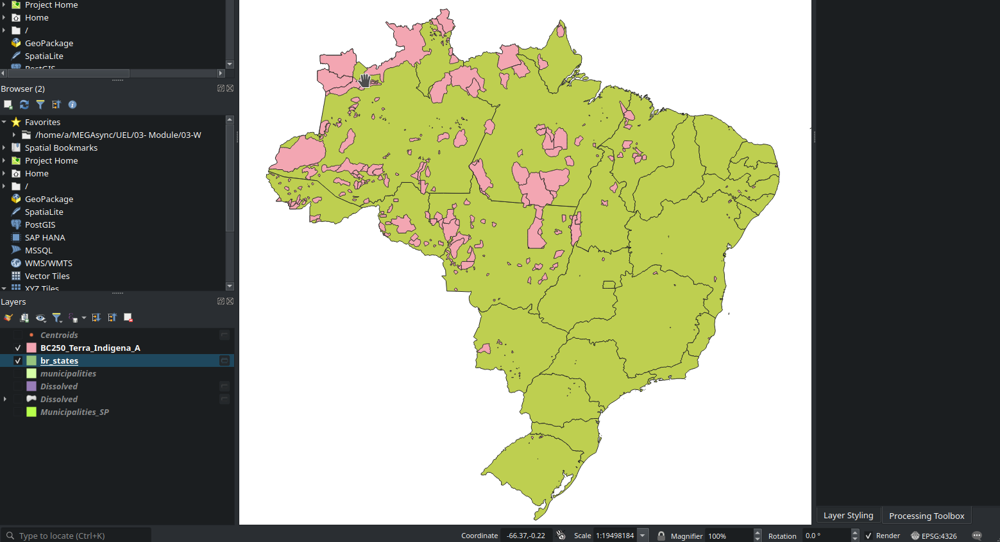 Project Home
Home
/
GeoPackage
SpatiaLite
PostGIS
Browser (2)
Favorites
/home/a/MEGAsync/UEL/03- Module/03-W
Spatial Bookmarks
Project Home
Home
/
GeoPackage
SpatiaLite
PostGIS
SAP HANA
MSSQL
WMS/WMTS
Vector Tiles
XYZ Tiles
Layers
Centroids
BC250_Terra_Indigena_A
br_states
municipalities
Dissolved
Dissolved
Municipalities_SP
Layer Styling
Processing Toolbox
Type to locate (Ctrl+K)
Coordinate -66.37,-0.22 Scale 1:19498184 Magnifier 100% Rotation 0.0 ° Render EPSG:4326